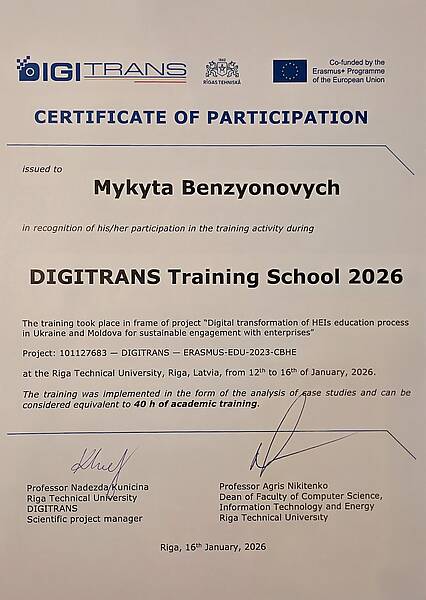 DIGITRANS
RĪGAS TEHNISKĀ
Co-funded by the
Erasmus+ Programme
of the European Union
CERTIFICATE OF PARTICIPATION
issued to
Mykyta Benzyonovych
in recognition of his/her participation in the training activity during
DIGITRANS Training School 2026
The training took place in frame of project "Digital transformation of HEIs education process
in Ukraine and Moldova for sustainable engagement with enterprises"
Project: 101127683 — DIGITRANS — ERASMUS-EDU-2023-CBHE
at the Riga Technical University, Riga, Latvia, from 12th to 16th of January, 2026.
The training was implemented in the form of the analysis of case studies and can be
considered equivalent to 40 h of academic training.
Professor Nadezda Kunicina
Riga Technical University
DIGITRANS
Scientific project manager
Professor Agris Nikitenko
Dean of Faculty of Computer Science,
Information Technology and Energy
Riga Technical University
Riga, 16th January, 2026